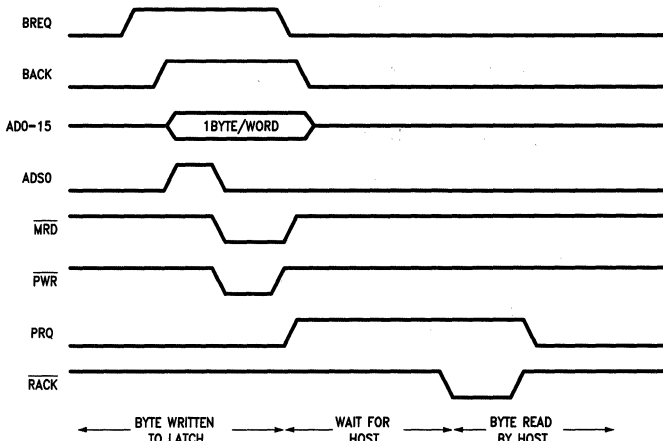 BREQ
BACK
AD0-15
1BYTE/WORD
ADS0
MRD
PWR
PRQ
RACK
BYTE WRITTEN
TO LATCH
WAIT FOR
HOST
BYTE READ
BY HOST